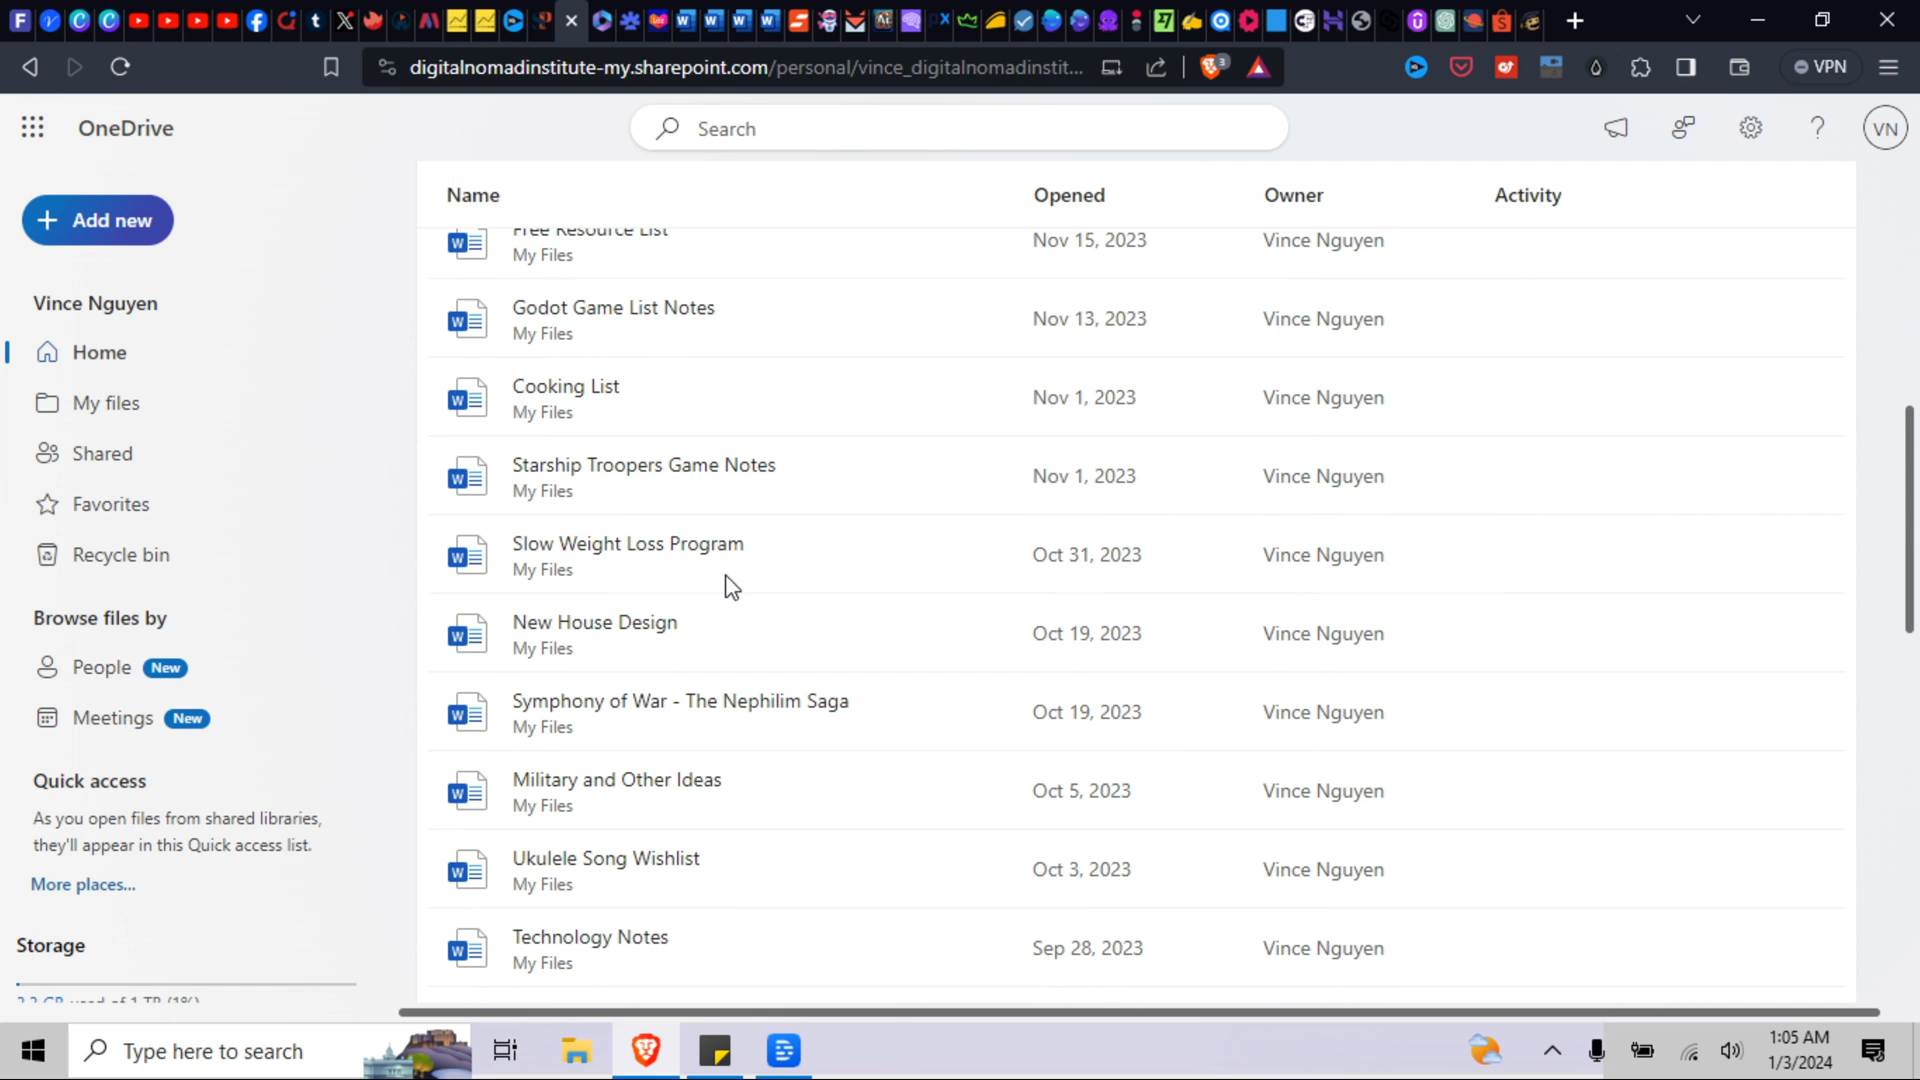 digitalnomadinstitute-my.sharepoint.com/personal/vince_digitalnomadinstit...
3
VPN
OneDrive
Search
VN
Add new
Name
Opened
Owner
Activity
Free Resource List
My Files
Nov 15, 2023
Vince Nguyen
Vince Nguyen
Godot Game List Notes
My Files
Nov 13, 2023
Vince Nguyen
Home
Cooking List
My Files
Nov 1, 2023
Vince Nguyen
My files
Shared
Starship Troopers Game Notes
My Files
Nov 1, 2023
Vince Nguyen
Favorites
Recycle bin
Slow Weight Loss Program
My Files
Oct 31, 2023
Vince Nguyen
Browse files by
New House Design
My Files
Oct 19, 2023
Vince Nguyen
People New
Meetings New
Symphony of War - The Nephilim Saga
My Files
Oct 19, 2023
Vince Nguyen
Quick access
As you open files from shared libraries,
they'll appear in this Quick access list.
More places...
Military and Other Ideas
My Files
Oct 5, 2023
Vince Nguyen
Ukulele Song Wishlist
My Files
Oct 3, 2023
Vince Nguyen
Storage
Technology Notes
My Files
Sep 28, 2023
Vince Nguyen
Type here to search
1:05 AM
1/3/2024